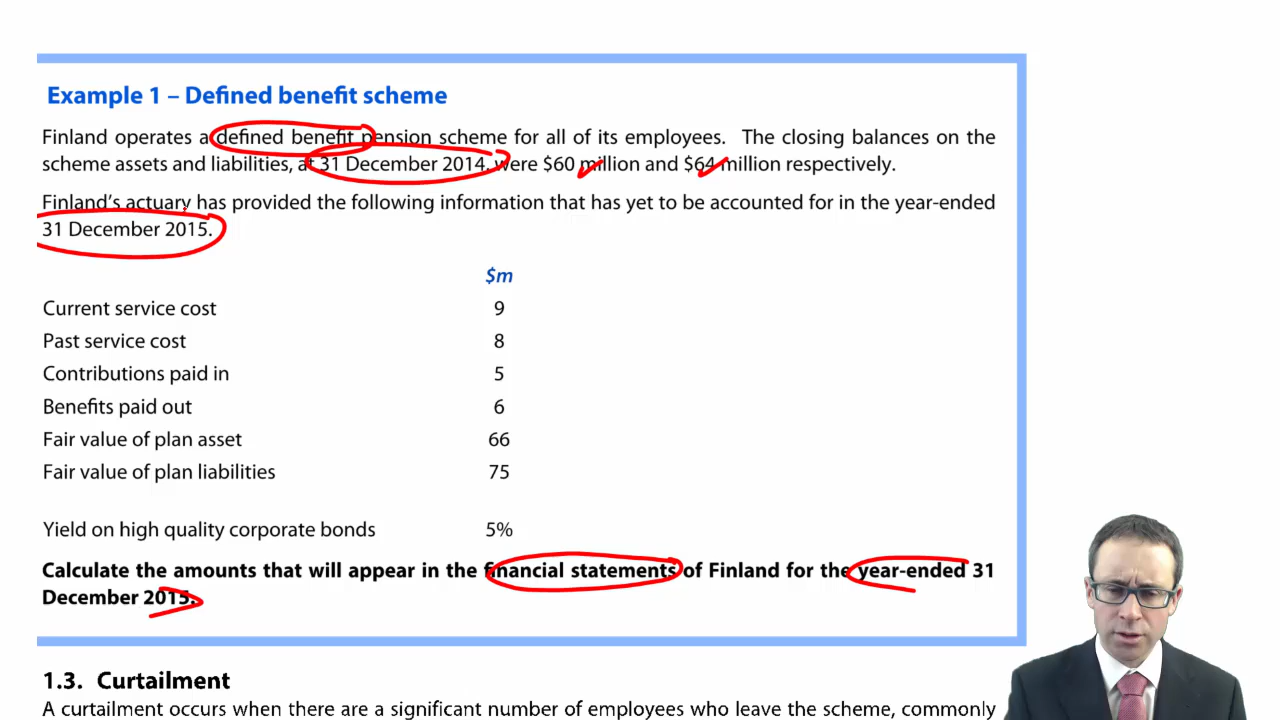 Example 1 – Defined benefit scheme
Finland operates a defined benefit pension scheme for all of its employees. The closing balances on the
scheme assets and liabilities, at 31 December 2014, were $60 million and $64 million respectively.
Finland's actuary has provided the following information that has yet to be accounted for in the year-ended
31 December 2015.
$m
Current service cost 9
Past service cost 8
Contributions paid in 5
Benefits paid out 6
Fair value of plan asset 66
Fair value of plan liabilities 75
Yield on high quality corporate bonds 5%
Calculate the amounts that will appear in the financial statements of Finland for the year-ended 31
December 2015.
1.3. Curtailment
A curtailment occurs when there are a significant number of employees who leave the scheme, commonly